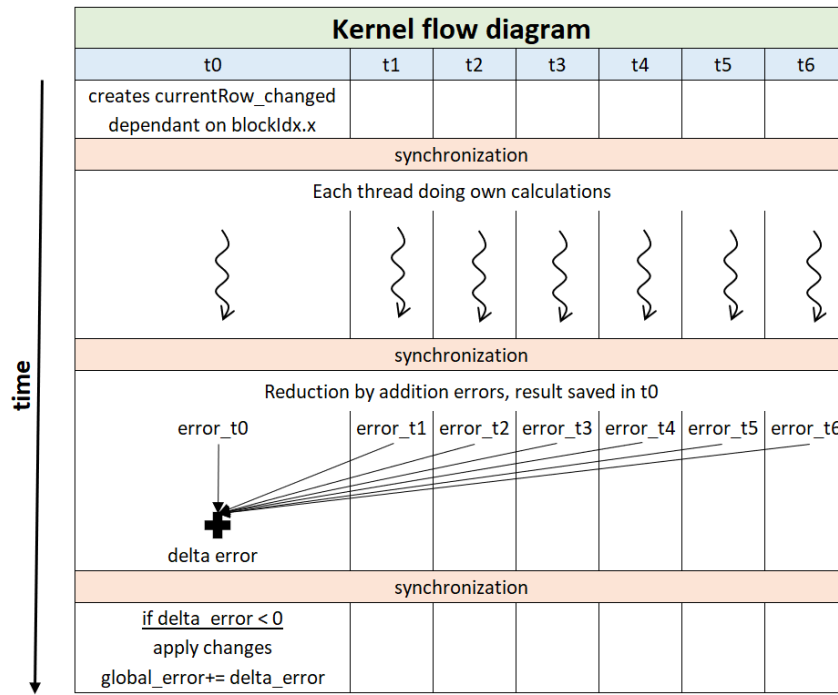 Kernel flow diagram
t0 t1 t2 t3 t4 t5 t6
creates currentRow_changed
dependant on blockIdx.x
synchronization
Each thread doing own calculations
synchronization
time
Reduction by addition errors, result saved in t0
error_t0 error_t1 error_t2 error_t3 error_t4 error_t5 error_t6
delta error
synchronization
if delta_error < 0
apply changes
global_error+= delta_error